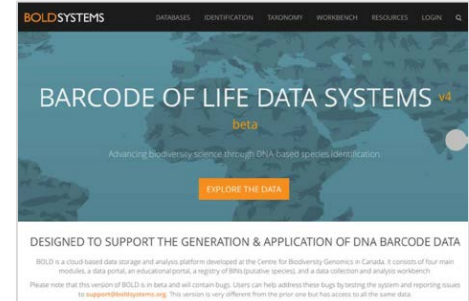 BOLDSYSTEMS DATABASES IDENTIFICATION TAXONOMY WORKBENCH RESOURCES LOGIN
BARCODE OF LIFE DATA SYSTEMS v4
beta
Advancing biodiversity science through DNA-based species identification.
EXPLORE THE DATA
DESIGNED TO SUPPORT THE GENERATION & APPLICATION OF DNA BARCODE DATA
BOLD is a cloud-based data storage and analysis platform developed at the Centre for Biodiversity Genomics in Canada. It consists of four main
modules, a data portal, an educational portal, a registry of BINs (putative species), and a data collection and analysis workbench.
Please note that this version of BOLD is in beta and will contain bugs. Users can help address these bugs by testing the system and reporting issues
to support@boldsystems.org. This version is very different from the prior one but has access to all the same data.